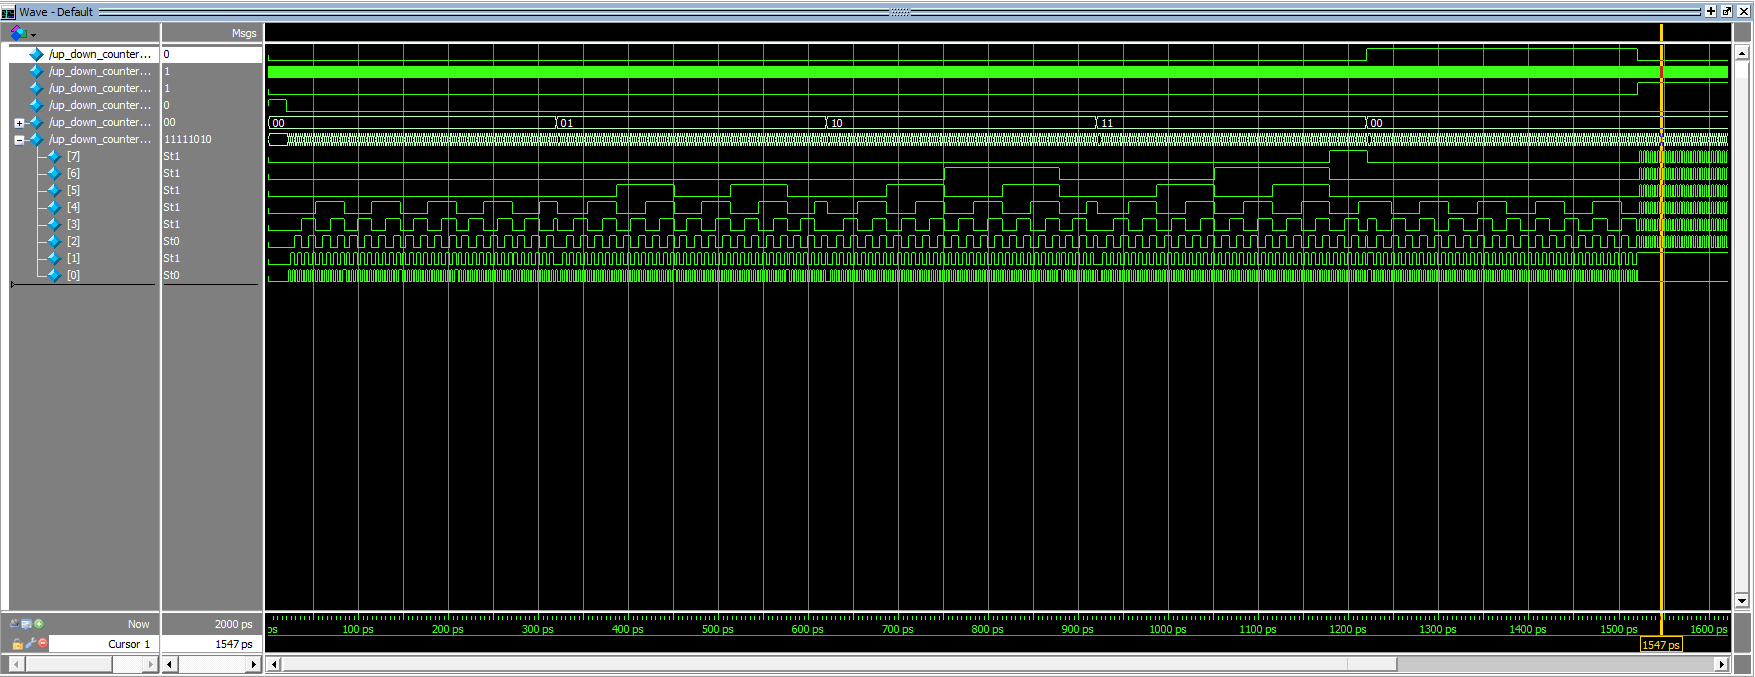 Wave - Default
Msgs
/up_down_counter... 0
/up_down_counter... 1
/up_down_counter... 1
/up_down_counter... 0
/up_down_counter... 00 00 01 10 11 00
/up_down_counter... 11111010
[7] St1
[6] St1
[5] St1
[4] St1
[3] St1
[2] St0
[1] St1
[0] St0
Now 2000 ps ps 100 ps 200 ps 300 ps 400 ps 500 ps 600 ps 700 ps 800 ps 900 ps 1000 ps 1100 ps 1200 ps 1300 ps 1400 ps 1500 ps 1600 ps
Cursor 1 1547 ps 1547 ps